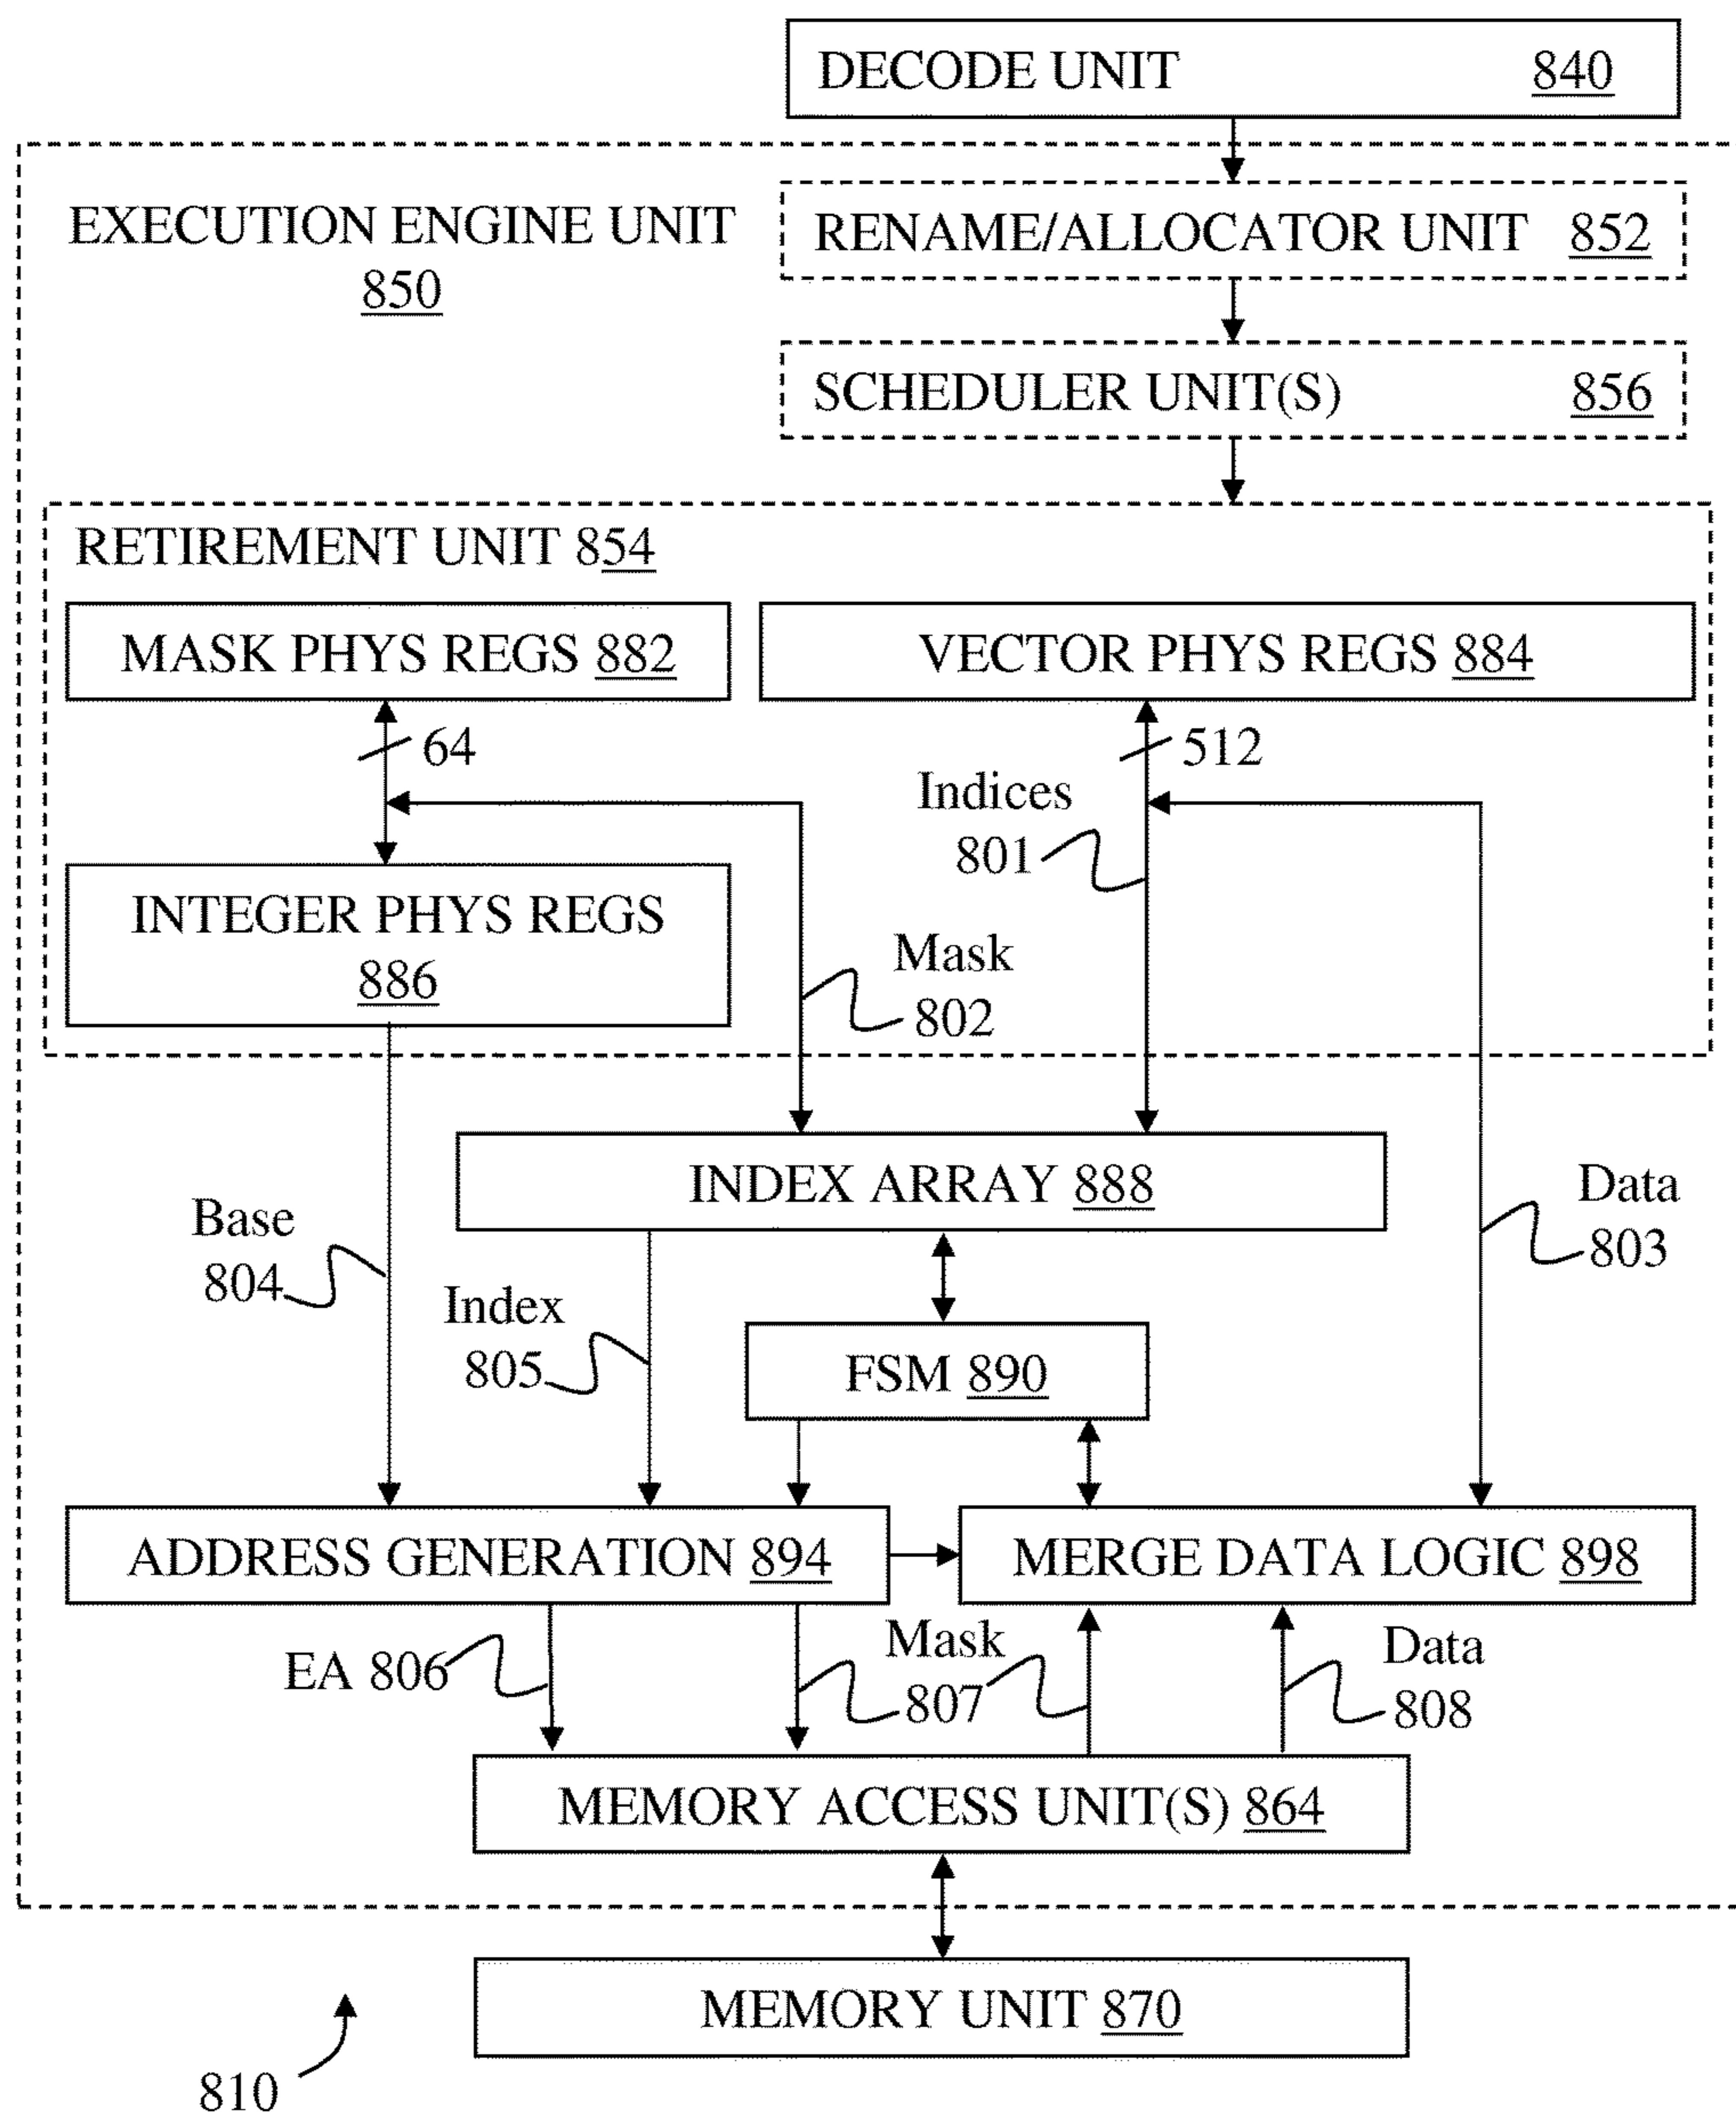 DECODE UNIT 840
EXECUTION ENGINE UNIT
850
RENAME/ALLOCATOR UNIT 852
SCHEDULER UNIT(S) 856
RETIREMENT UNIT 854
MASK PHYS REGS 882
VECTOR PHYS REGS 884
64
512
Indices
801
INTEGER PHYS REGS
886
Mask
802
INDEX ARRAY 888
Base
804
Data
803
Index
805
FSM 890
ADDRESS GENERATION 894
MERGE DATA LOGIC 898
EA 806
Mask
807
Data
808
MEMORY ACCESS UNIT(S) 864
MEMORY UNIT 870
810